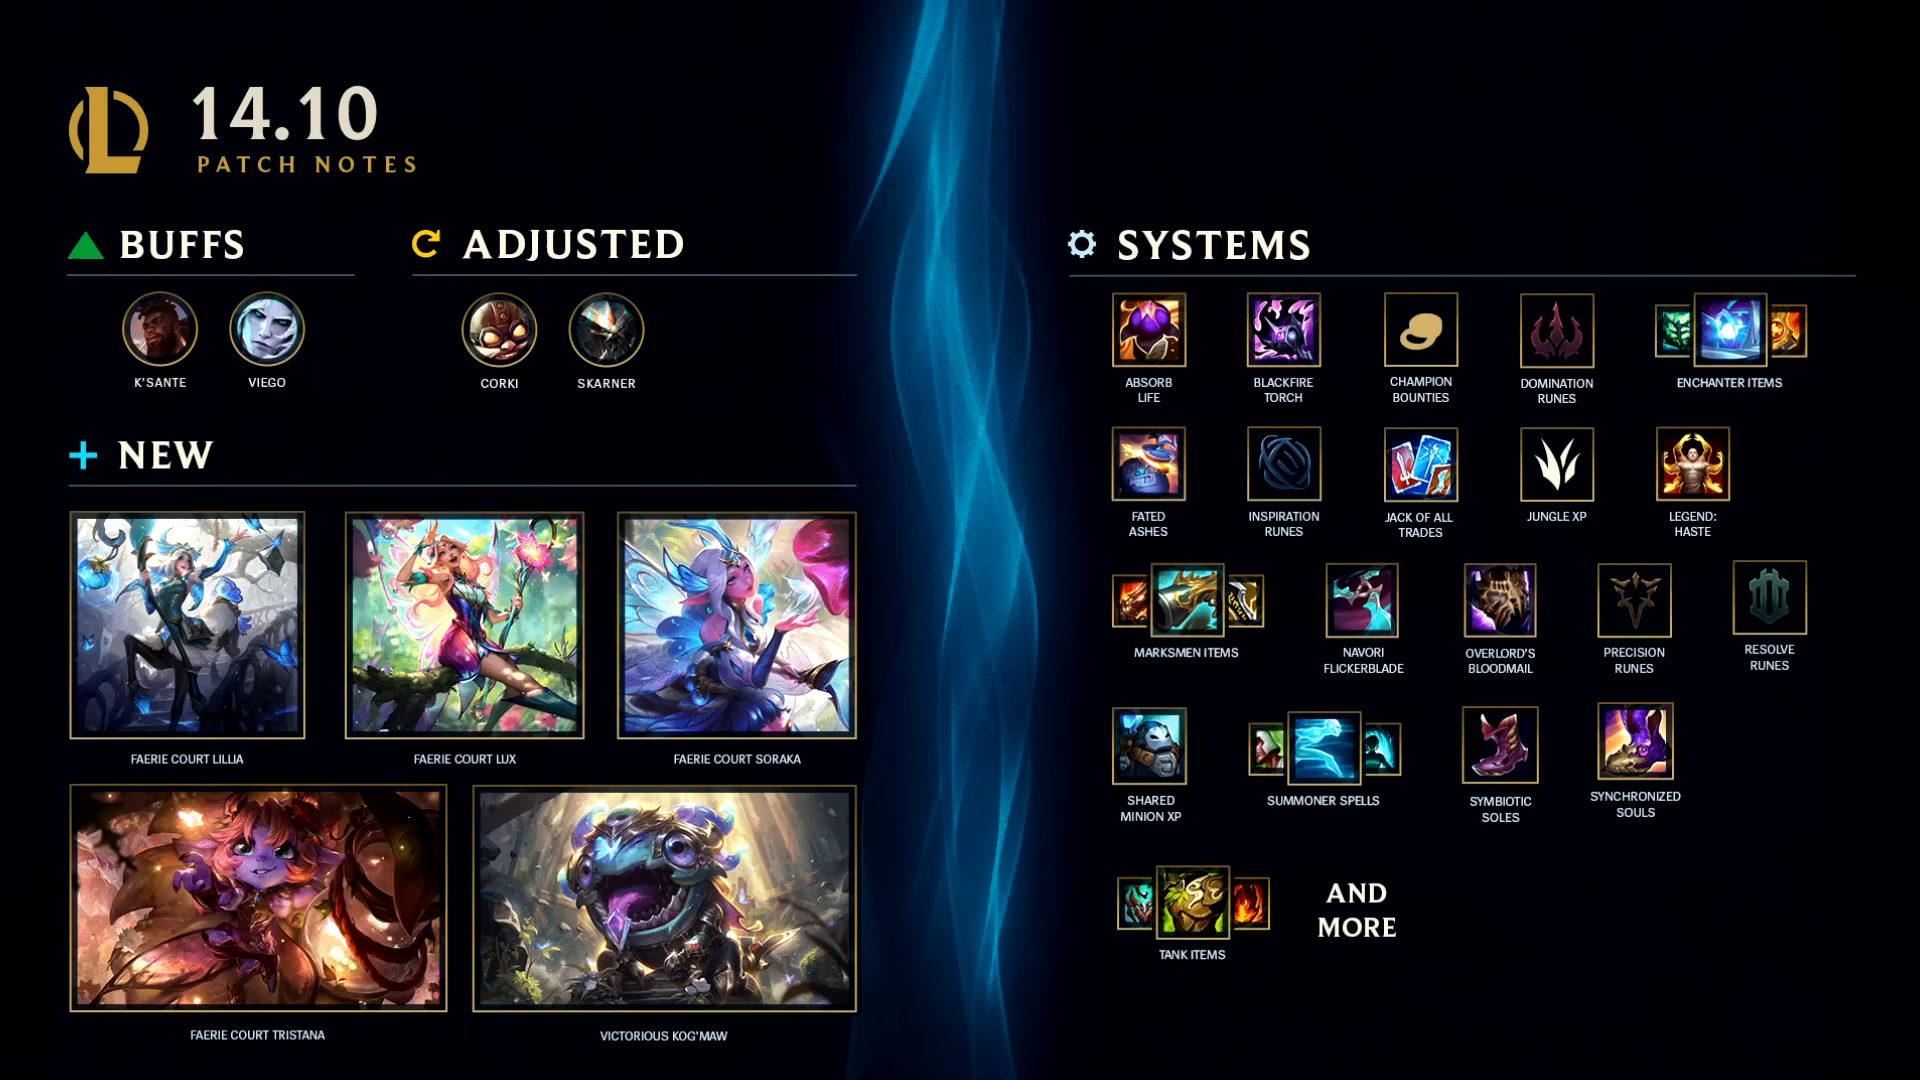 14.10
PATCH NOTES
BUFFS
K'SANTE
VIEGO
ADJUSTED
CORKI
SKARNER
NEW
FAERIE COURT LILLIA
FAERIE COURT LUX
FAERIE COURT SORAKA
FAERIE COURT TRISTANA
VICTORIOUS KOG'MAW
SYSTEMS
ABSORB
LIFE
BLACKFIRE
TORCH
CHAMPION
BOUNTIES
DOMINATION
RUNES
ENCHANTER ITEMS
FATED
ASHES
INSPIRATION
RUNES
JACK OF ALL
TRADES
JUNGLE XP
LEGEND:
HASTE
MARKSMEN ITEMS
NAVORI
FLICKERBLADE
OVERLORD'S
BLOODMAIL
PRECISION
RUNES
RESOLVE
RUNES
SHARED
MINION XP
SUMMONER SPELLS
SYMBIOTIC
SOLES
SYNCHRONIZED
SOULS
TANK ITEMS
AND
MORE